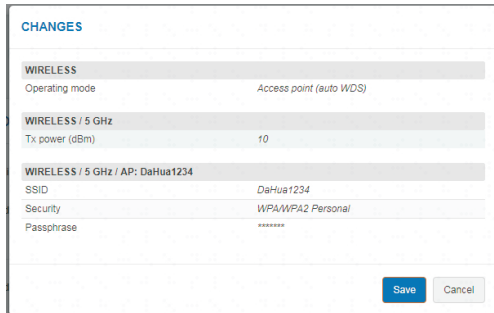 CHANGES
WIRELESS
Operating mode Access point (auto WDS)
WIRELESS / 5 GHz
Tx power (dBm) 10
WIRELESS / 5 GHz / AP: DaHua1234
SSID DaHua1234
Security WPA/WPA2 Personal
Passphrase *******
Save Cancel